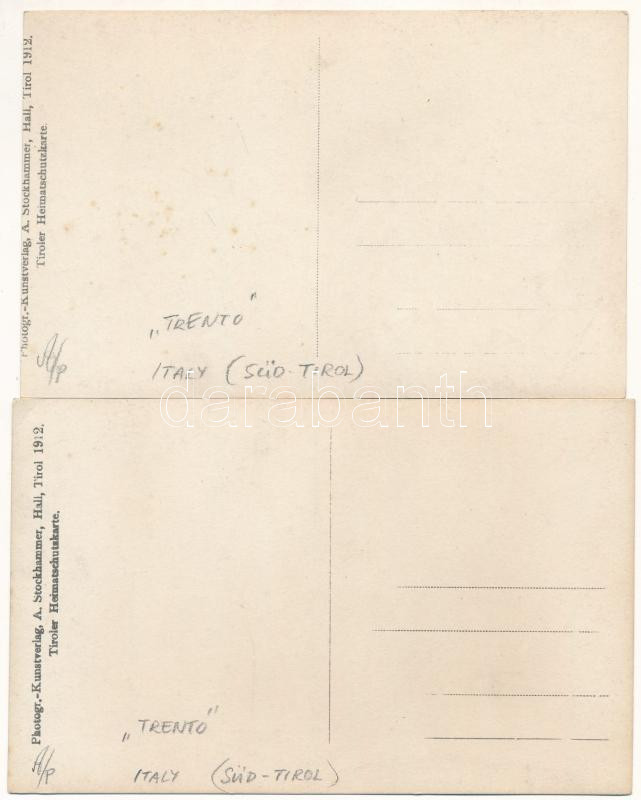 Photogr.-Kunstverlag, A. Stockhammer, Hall, Tirol 1912.
Tiroler Heimatschutzkarte.
„TRENTO"
ITALY (SÜD-TIROL)
darabanth
Photogr.-Kunstverlag, A. Stockhammer, Hall, Tirol 1912.
Tiroler Heimatschutzkarte.
„TRENTO"
ITALY (SÜD-TIROL)